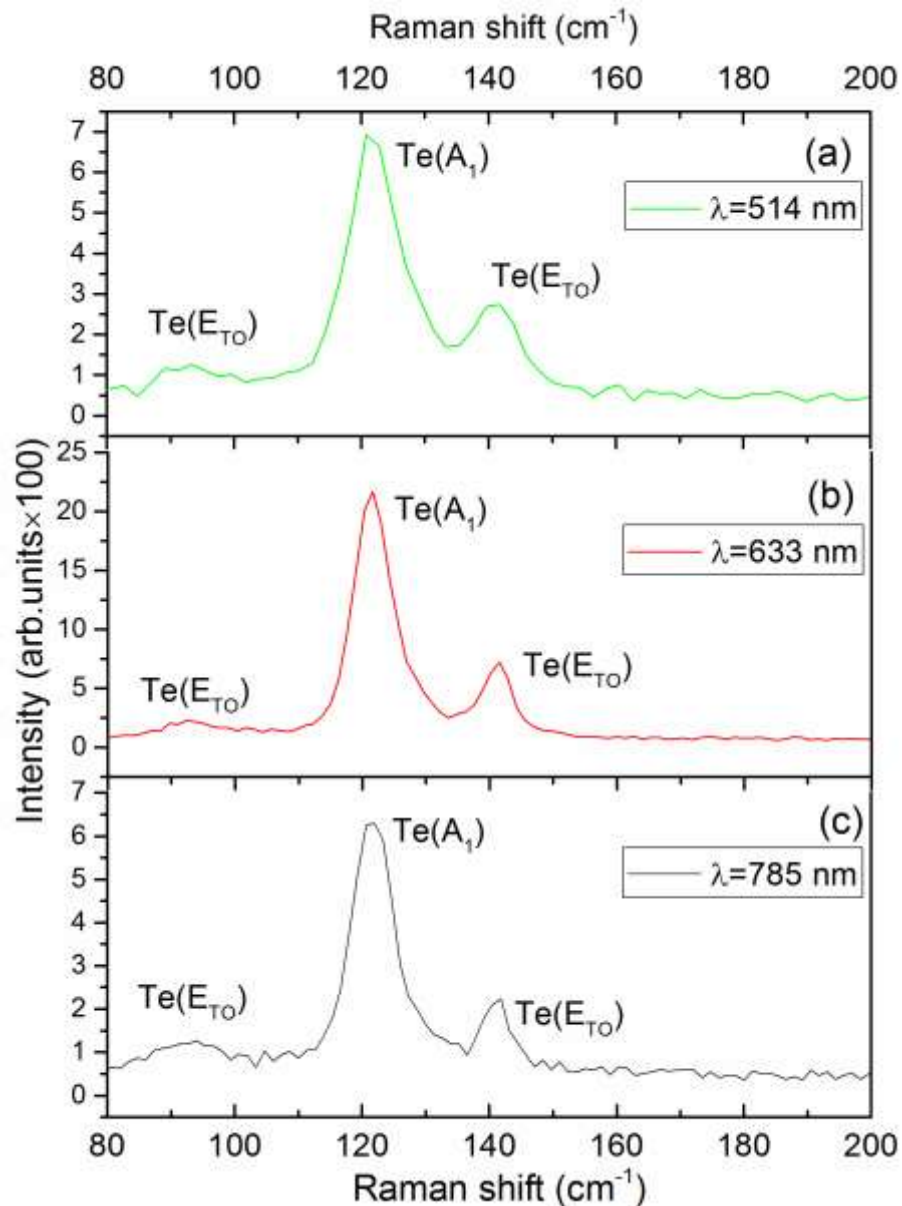 Raman shift (cm⁻¹)
80 100 120 140 160 180 200
7
6
5
4
3
2
1
0
(a)
Te(A₁)
λ=514 nm
Te(E_TO)
Te(E_TO)
Intensity (arb.units×100)
25
20
15
10
5
0
(b)
Te(A₁)
λ=633 nm
Te(E_TO)
Te(E_TO)
7
6
5
4
3
2
1
0
(c)
Te(A₁)
λ=785 nm
Te(E_TO)
Te(E_TO)
80 100 120 140 160 180 200
Raman shift (cm⁻¹)